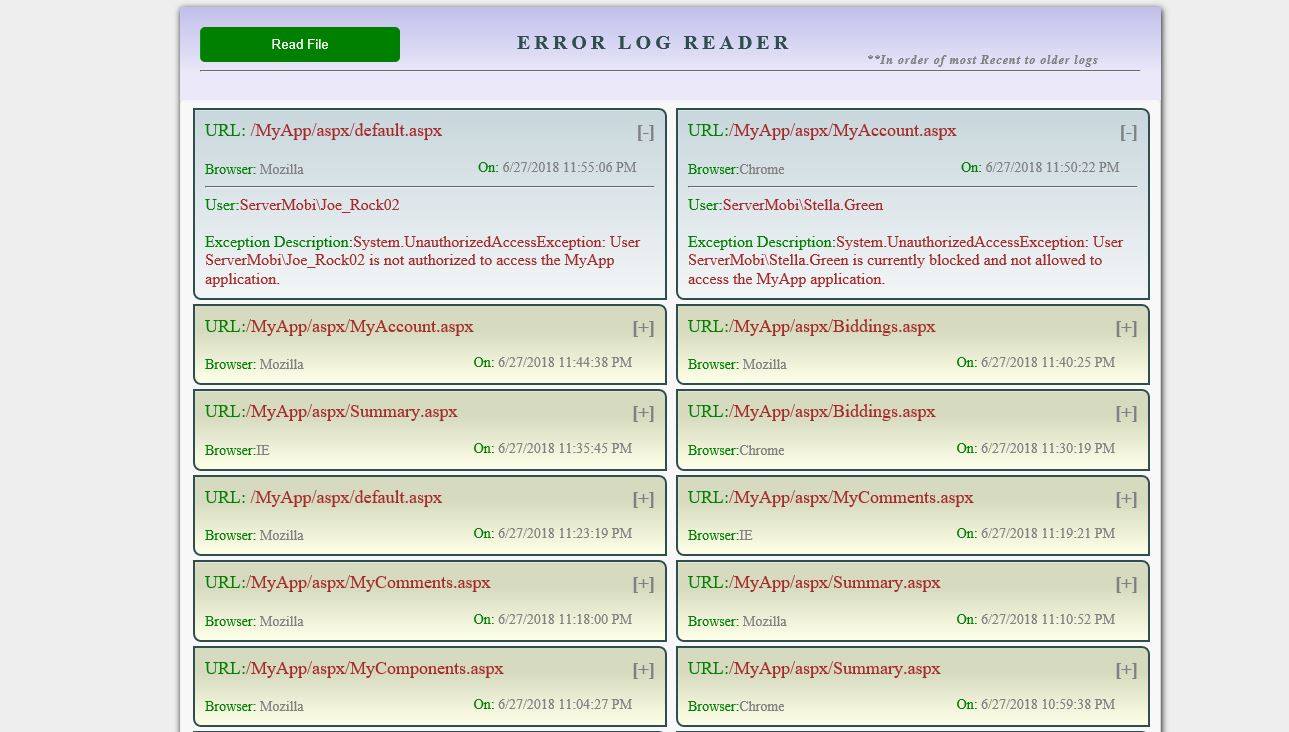 Read File
ERROR LOG READER
**In order of most Recent to older logs
URL: /MyApp/aspx/default.aspx [-]
Browser: Mozilla On: 6/27/2018 11:55:06 PM
User:ServerMobi\Joe_Rock02
Exception Description:System.UnauthorizedAccessException: User
ServerMobi\Joe_Rock02 is not authorized to access the MyApp
application.
URL:/MyApp/aspx/MyAccount.aspx [-]
Browser:Chrome On: 6/27/2018 11:50:22 PM
User:ServerMobi\Stella.Green
Exception Description:System.UnauthorizedAccessException: User
ServerMobi\Stella.Green is currently blocked and not allowed to
access the MyApp application.
URL:/MyApp/aspx/MyAccount.aspx [+]
Browser: Mozilla On: 6/27/2018 11:44:38 PM
URL:/MyApp/aspx/Biddings.aspx [+]
Browser: Mozilla On: 6/27/2018 11:40:25 PM
URL:/MyApp/aspx/Summary.aspx [+]
Browser:IE On: 6/27/2018 11:35:45 PM
URL:/MyApp/aspx/Biddings.aspx [+]
Browser:Chrome On: 6/27/2018 11:30:19 PM
URL: /MyApp/aspx/default.aspx [+]
Browser: Mozilla On: 6/27/2018 11:23:19 PM
URL:/MyApp/aspx/MyComments.aspx [+]
Browser:IE On: 6/27/2018 11:19:21 PM
URL:/MyApp/aspx/MyComments.aspx [+]
Browser: Mozilla On: 6/27/2018 11:18:00 PM
URL:/MyApp/aspx/Summary.aspx [+]
Browser: Mozilla On: 6/27/2018 11:10:52 PM
URL:/MyApp/aspx/MyComponents.aspx [+]
Browser: Mozilla On: 6/27/2018 11:04:27 PM
URL:/MyApp/aspx/Summary.aspx [+]
Browser:Chrome On: 6/27/2018 10:59:38 PM